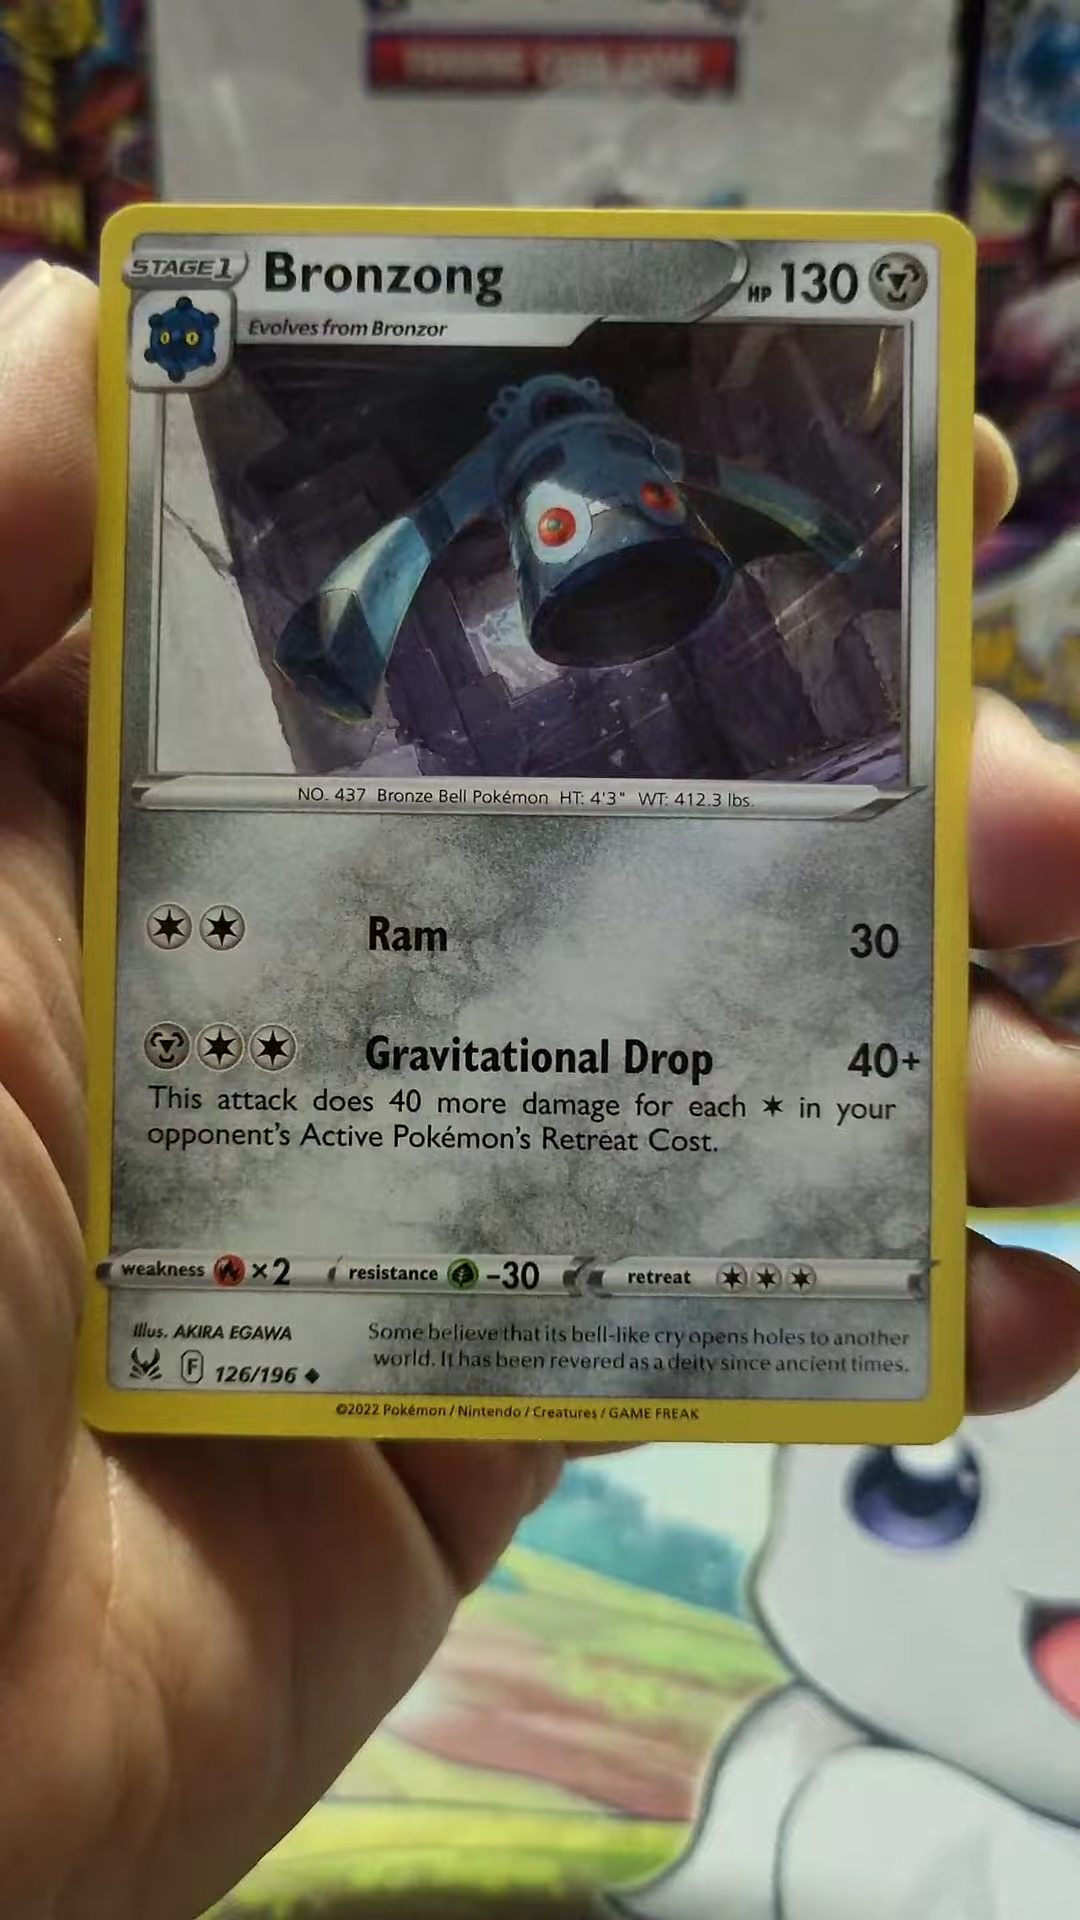 STAGE 1
Bronzong
HP 130
Evolves from Bronzor
NO. 437 Bronze Bell Pokémon HT: 4'3" WT: 412.3 lbs.
Ram 30
Gravitational Drop 40+
This attack does 40 more damage for each ✶ in your
opponent's Active Pokémon's Retreat Cost.
weakness ×2 resistance -30 retreat
Illus. AKIRA EGAWA
F 126/196 ◆
Some believe that its bell-like cry opens holes to another
world. It has been revered as a deity since ancient times.
©2022 Pokémon / Nintendo / Creatures / GAME FREAK